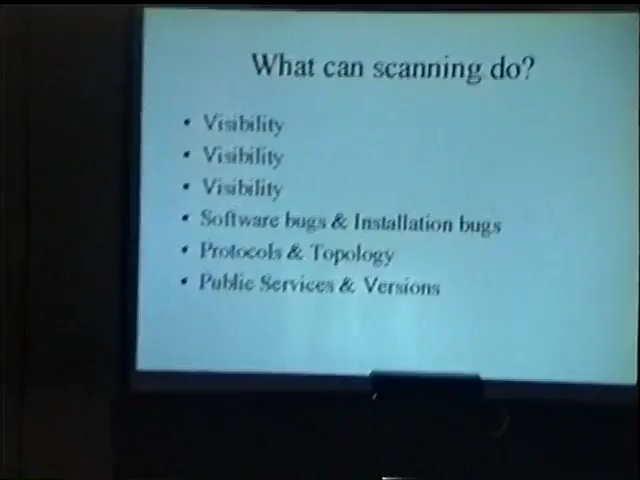 What can scanning do?
• Visibility
• Visibility
• Visibility
• Software bugs & Installation bugs
• Protocols & Topology
• Public Services & Versions